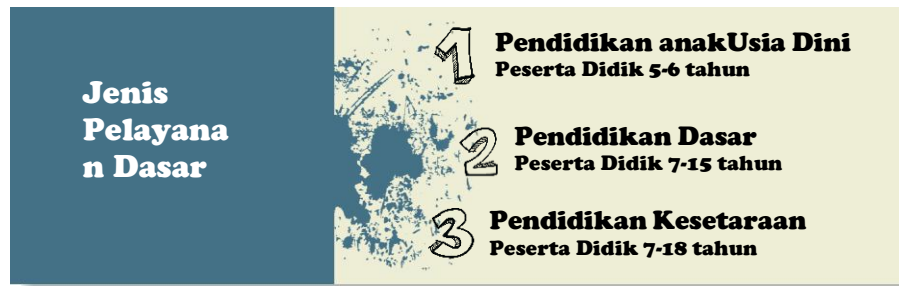 Jenis
Pelayana
n Dasar
1
Pendidikan anakUsia Dini
Peserta Didik 5-6 tahun
2
Pendidikan Dasar
Peserta Didik 7-15 tahun
3
Pendidikan Kesetaraan
Peserta Didik 7-18 tahun